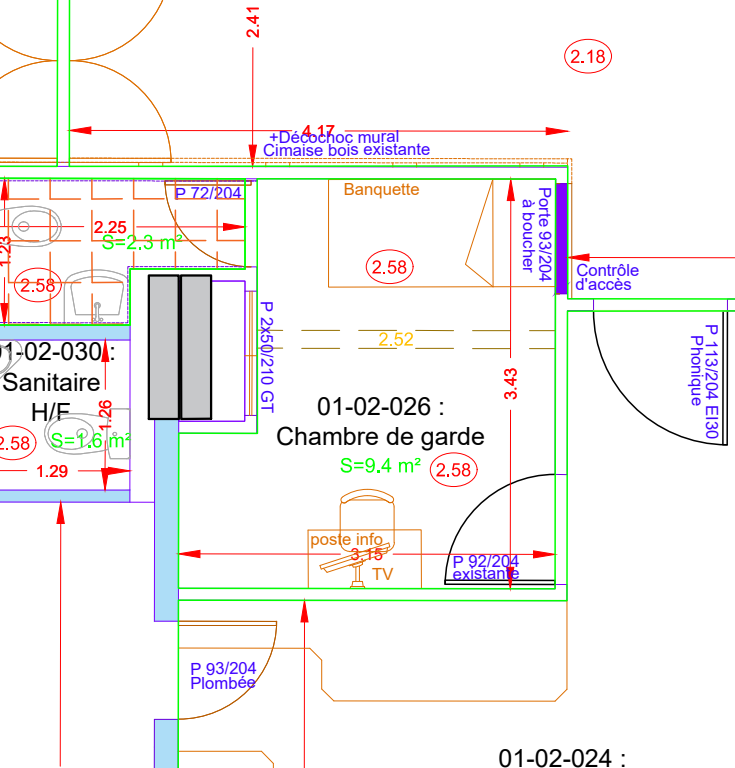 2.41
2.18
4.17
+Décochoc mural
Cimaise bois existante
P 72/204
Banquette
Porte 93/204
à boucher
2.25
S=2.3 m²
1.23
2.58
2.58
Contrôle
d'accès
P 2x50/210 GT
2.52
P 113/204 EI30
Phonique
01-02-030 :
Sanitaire
H/F
1.26
S=1.6 m²
2.58
1.29
3.43
01-02-026 :
Chambre de garde
S=9.4 m²
2.58
poste info
3.15
TV
P 92/204
existante
P 93/204
Plombée
01-02-024 :